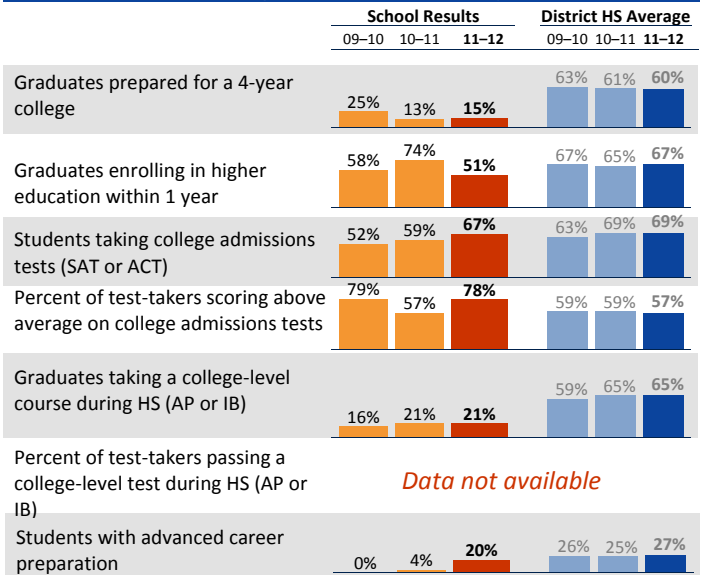 School Results District HS Average
09–10 10–11 11–12 09–10 10–11 11–12
Graduates prepared for a 4-year
college
25% 13% 15% 63% 61% 60%
Graduates enrolling in higher
education within 1 year
58% 74% 51% 67% 65% 67%
Students taking college admissions
tests (SAT or ACT)
52% 59% 67% 63% 69% 69%
Percent of test-takers scoring above
average on college admissions tests
79% 57% 78% 59% 59% 57%
Graduates taking a college-level
course during HS (AP or IB)
16% 21% 21% 59% 65% 65%
Percent of test-takers passing a
college-level test during HS (AP or
IB)
Data not available
Students with advanced career
preparation
0% 4% 20% 26% 25% 27%